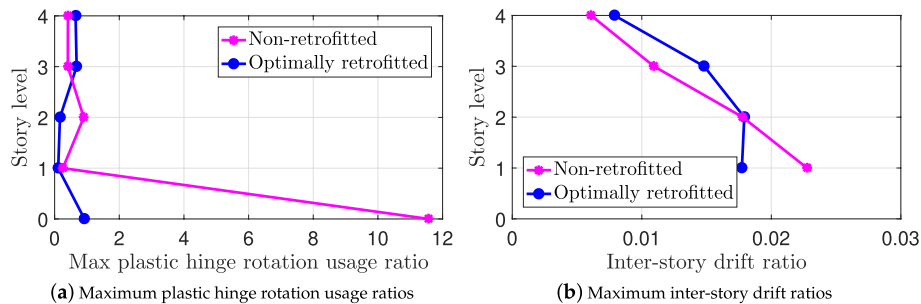 4
3
2
1
0
Story level
Non-retrofitted
Optimally retrofitted
0 2 4 6 8 10 12
Max plastic hinge rotation usage ratio
(a) Maximum plastic hinge rotation usage ratios
4
3
2
1
0
Story level
Non-retrofitted
Optimally retrofitted
0 0.01 0.02 0.03
Inter-story drift ratio
(b) Maximum inter-story drift ratios